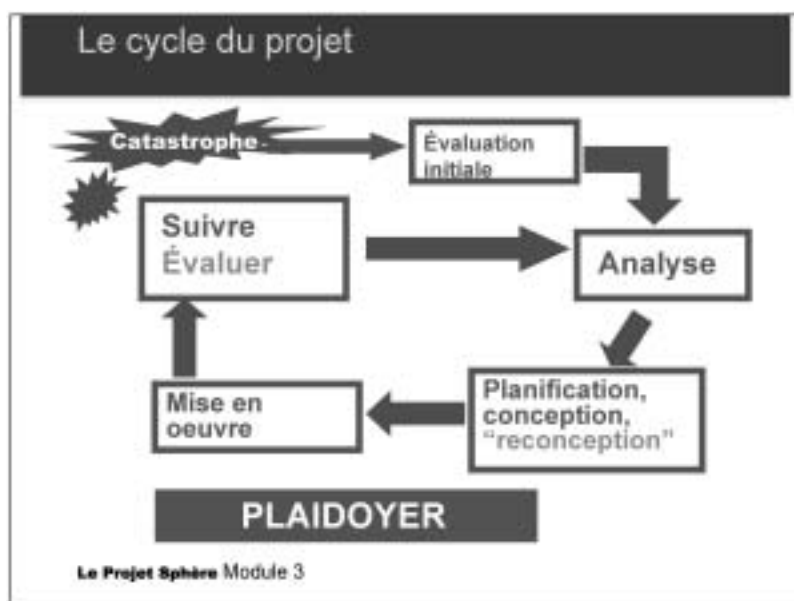 Le cycle du projet
Catastrophe
Évaluation
initiale
Suivre
Évaluer
Analyse
Mise en
oeuvre
Planification,
conception,
“reconception”
PLAIDOYER
Le Projet Sphère Module 3